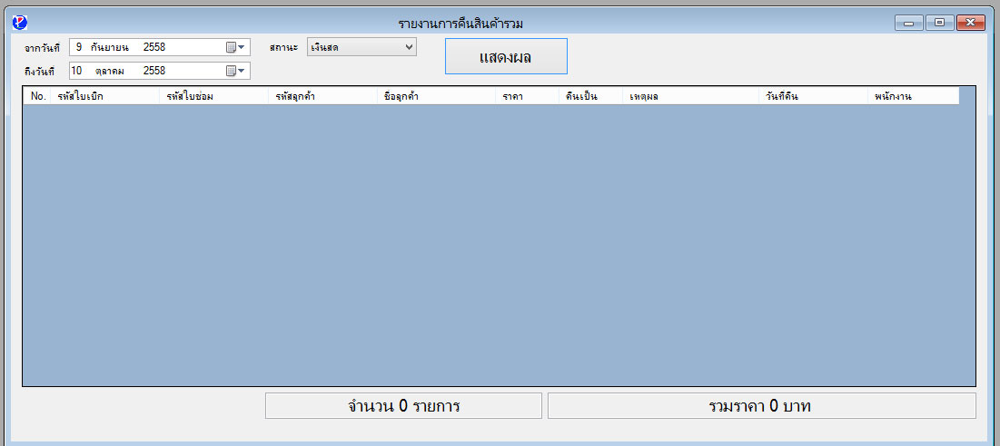 รายงานการคืนสินค้ารวม
จากวันที่ 9 กันยายน 2558 สถานะ เงินสด แสดงผล
ถึงวันที่ 10 ตุลาคม 2558
No. รหัสใบเบิก รหัสใบซ่อม รหัสลูกค้า ชื่อลูกค้า ราคา คืนเป็น เหตุผล วันที่คืน พนักงาน
จำนวน 0 รายการ รวมราคา 0 บาท